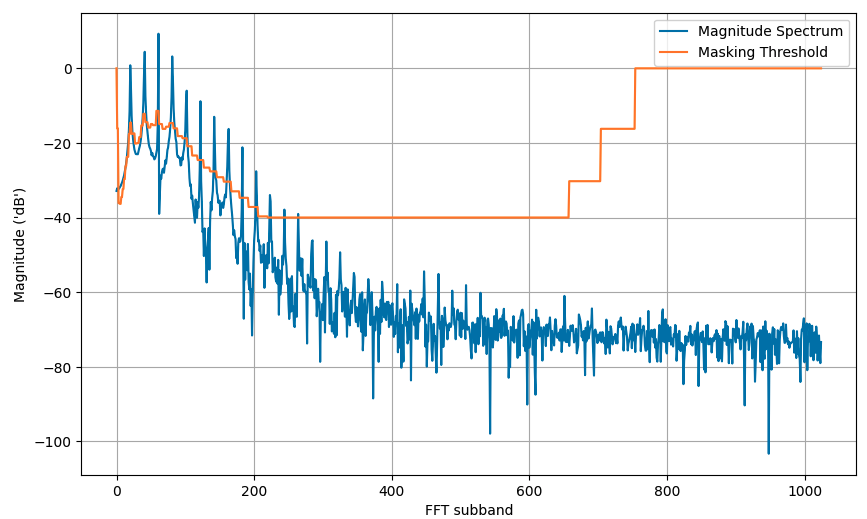 Magnitude Spectrum
Masking Threshold
0
−20
−40
−60
−80
−100
Magnitude ('dB')
0 200 400 600 800 1000
FFT subband